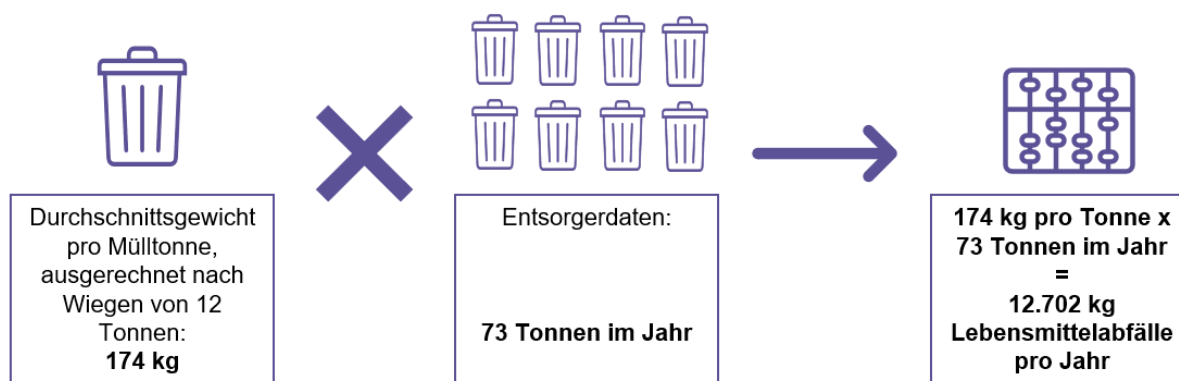 Durchschnittsgewicht
pro Mülltonne,
ausgerechnet nach
Wiegen von 12
Tonnen:
174 kg
Entsorgerdaten:
73 Tonnen im Jahr
174 kg pro Tonne x
73 Tonnen im Jahr
=
12.702 kg
Lebensmittelabfälle
pro Jahr